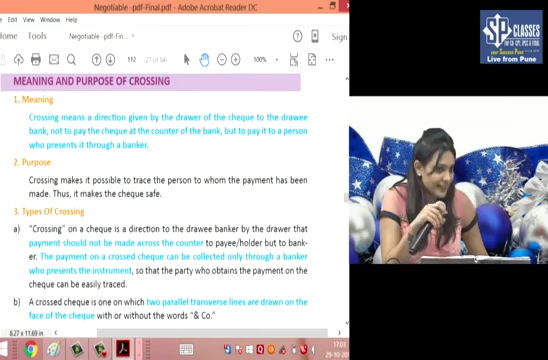 Negotiable -pdf-Final.pdf - Adobe Acrobat Reader DC
Edit View Window Help
Tools
Negotiable -pdf-Fin...
Sign
112
(27 of 54)
100%
MEANING AND PURPOSE OF CROSSING
1. Meaning
Crossing means a direction given by the drawer of the cheque to the drawee
bank, not to pay the cheque at the counter of the bank, but to pay it to a person
who presents it through a banker.
2. Purpose
Crossing makes it possible to trace the person to whom the payment has been
made. Thus, it makes the cheque safe.
3. Types Of Crossing
a) "Crossing" on a cheque is a direction to the drawee banker by the drawer that
payment should not be made across the counter to payee/holder but to bank-
er. The payment on a crossed cheque can be collected only through a banker
who presents the instrument, so that the party who obtains the payment on the
cheque can be easily traced.
b) A crossed cheque is one on which two parallel transverse lines are drawn on the
face of the cheque with or without the words "& Co."
8.27 x 11.69 in
17:03
SP CLASSES
FOR CA- CPT, IPCC & FINAL
your Success Point
Live from Pune